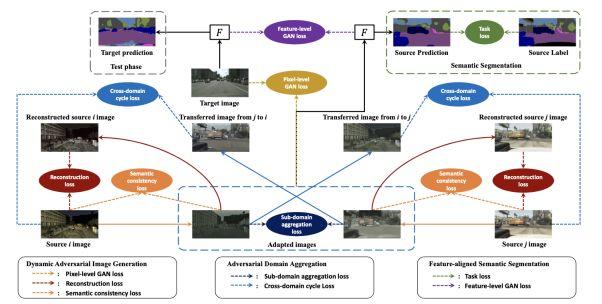 F
Feature-level GAN loss
F
Task loss
Target prediction
Test phase
Source Prediction
Source Label
Semantic Segmentation
Pixel-level GAN loss
Target image
Cross-domain cycle loss
Cross-domain cycle loss
Reconstructed source i image
Transferred image from j to i
Transferred image from i to j
Reconstructed source j image
Reconstruction loss
Semantic consistency loss
Semantic consistency loss
Reconstruction loss
Sub-domain aggregation loss
Source i image
Adapted images
Source j image
Dynamic Adversarial Image Generation
: Pixel-level GAN loss
: Reconstruction loss
: Semantic consistency loss
Adversarial Domain Aggregation
: Sub-domain aggregation loss
: Cross-domain cycle Loss
Feature-aligned Semantic Segmentation
: Task loss
: Feature-level GAN loss